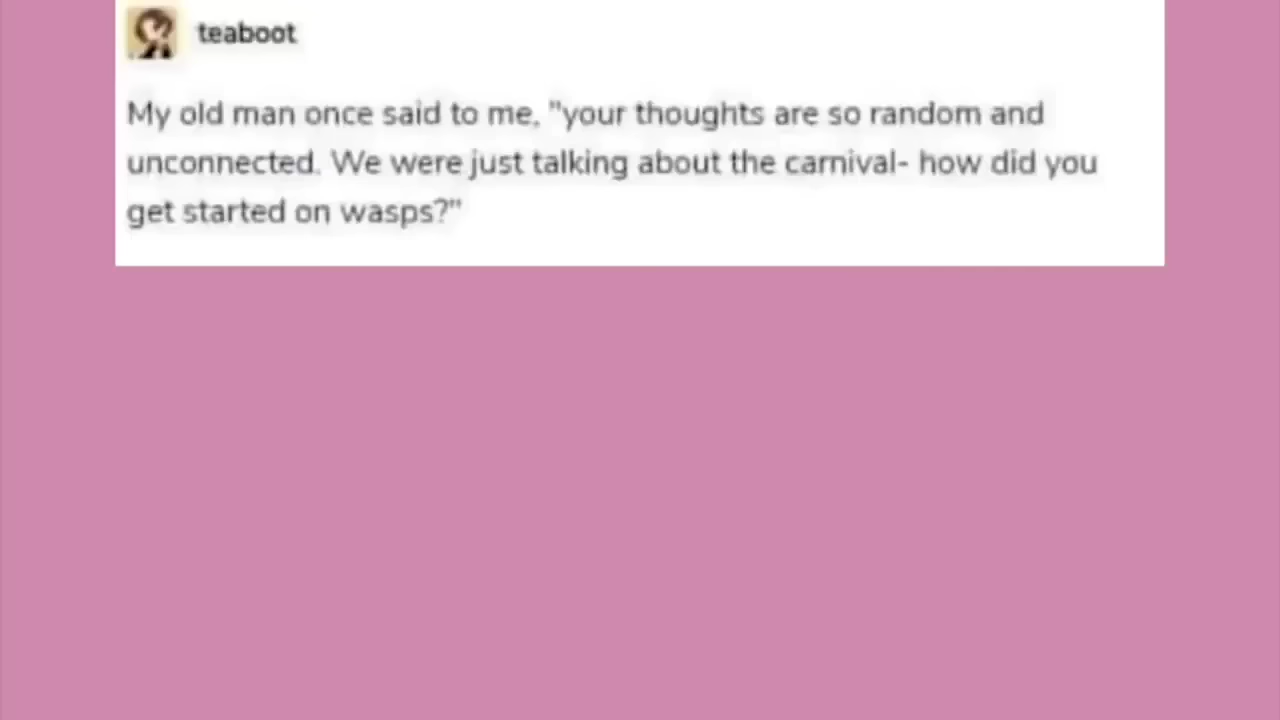 teaboot
My old man once said to me, "your thoughts are so random and
unconnected. We were just talking about the carnival- how did you
get started on wasps?"